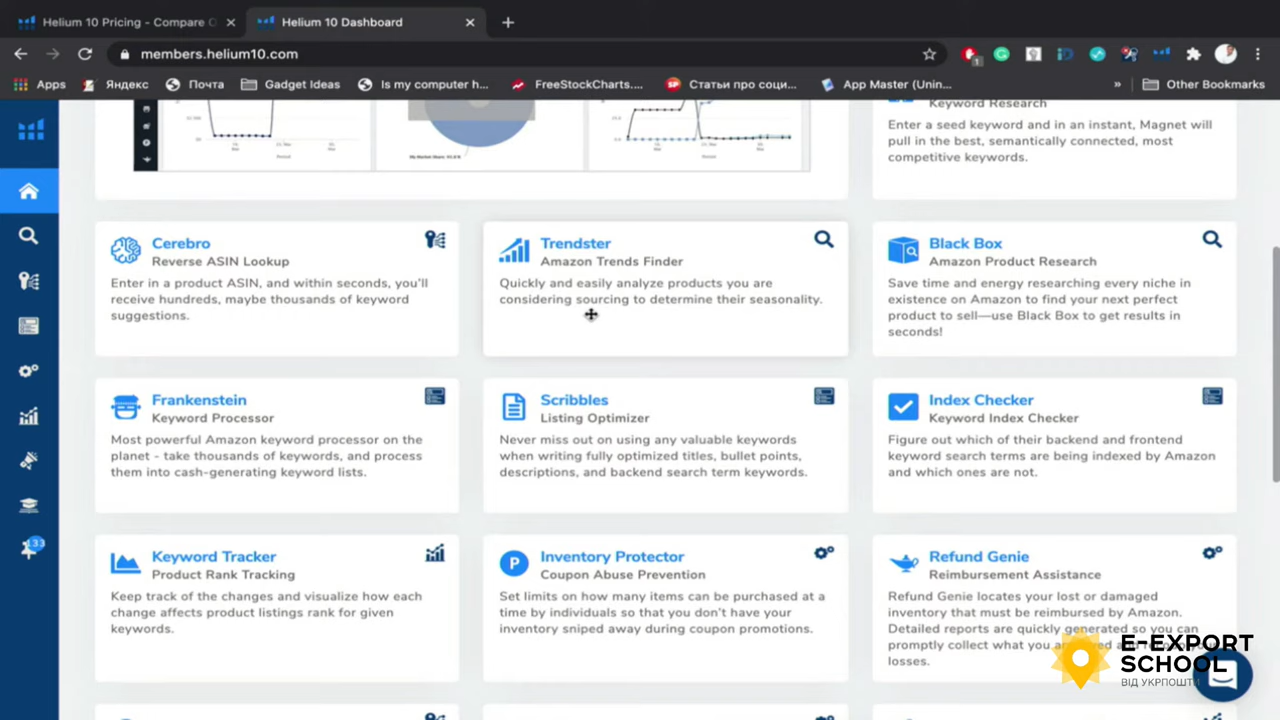 Helium 10 Pricing - Compare
Helium 10 Dashboard
members.helium10.com
1
Apps
Яндекс
Почта
Gadget Ideas
Is my computer h...
FreeStockCharts....
Статьи про соци...
App Master (Unin...
»
Other Bookmarks
Keyword Research
Enter a seed keyword and in an instant, Magnet will
pull in the best, semantically connected, most
competitive keywords.
Cerebro
Reverse ASIN Lookup
Enter in a product ASIN, and within seconds, you'll
receive hundreds, maybe thousands of keyword
suggestions.
Trendster
Amazon Trends Finder
Quickly and easily analyze products you are
considering sourcing to determine their seasonality.
Black Box
Amazon Product Research
Save time and energy researching every niche in
existence on Amazon to find your next perfect
product to sell—use Black Box to get results in
seconds!
Frankenstein
Keyword Processor
Most powerful Amazon keyword processor on the
planet - take thousands of keywords, and process
them into cash-generating keyword lists.
Scribbles
Listing Optimizer
Never miss out on using any valuable keywords
when writing fully optimized titles, bullet points,
descriptions, and backend search term keywords.
Index Checker
Keyword Index Checker
Figure out which of their backend and frontend
keyword search terms are being indexed by Amazon
and which ones are not.
133
Keyword Tracker
Product Rank Tracking
Keep track of the changes and visualize how each
change affects product listings rank for given
keywords.
Inventory Protector
Coupon Abuse Prevention
Set limits on how many items can be purchased at a
time by individuals so that you don't have your
inventory sniped away during coupon promotions.
Refund Genie
Reimbursement Assistance
Refund Genie locates your lost or damaged
inventory that must be reimbursed by Amazon.
Detailed reports are quickly generated so you can
promptly collect what you
losses.
E-EXPORT
SCHOOL
ВІД УКРПОШТИ